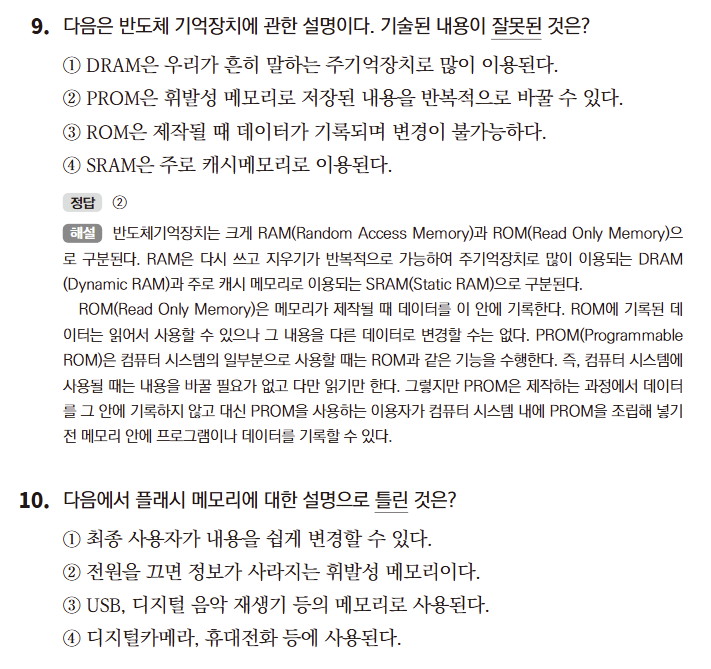 9. 다음은 반도체 기억장치에 관한 설명이다. 기술된 내용이 잘못된 것은?
① DRAM은 우리가 흔히 말하는 주기억장치로 많이 이용된다.
② PROM은 휘발성 메모리로 저장된 내용을 반복적으로 바꿀 수 있다.
③ ROM은 제작될 때 데이터가 기록되며 변경이 불가능하다.
④ SRAM은 주로 캐시메모리로 이용된다.
정답 ②
해설 반도체기억장치는 크게 RAM(Random Access Memory)과 ROM(Read Only Memory)으
로 구분된다. RAM은 다시 쓰고 지우기가 반복적으로 가능하여 주기억장치로 많이 이용되는 DRAM
(Dynamic RAM)과 주로 캐시 메모리로 이용되는 SRAM(Static RAM)으로 구분된다.
ROM(Read Only Memory)은 메모리가 제작될 때 데이터를 이 안에 기록한다. ROM에 기록된 데
이터는 읽어서 사용할 수 있으나 그 내용을 다른 데이터로 변경할 수는 없다. PROM(Programmable
ROM)은 컴퓨터 시스템의 일부분으로 사용할 때는 ROM과 같은 기능을 수행한다. 즉, 컴퓨터 시스템에
사용될 때는 내용을 바꿀 필요가 없고 다만 읽기만 한다. 그렇지만 PROM은 제작하는 과정에서 데이터
를 그 안에 기록하지 않고 대신 PROM을 사용하는 이용자가 컴퓨터 시스템 내에 PROM을 조립해 넣기
전 메모리 안에 프로그램이나 데이터를 기록할 수 있다.
10. 다음에서 플래시 메모리에 대한 설명으로 틀린 것은?
① 최종 사용자가 내용을 쉽게 변경할 수 있다.
② 전원을 끄면 정보가 사라지는 휘발성 메모리이다.
③ USB, 디지털 음악 재생기 등의 메모리로 사용된다.
④ 디지털카메라, 휴대전화 등에 사용된다.